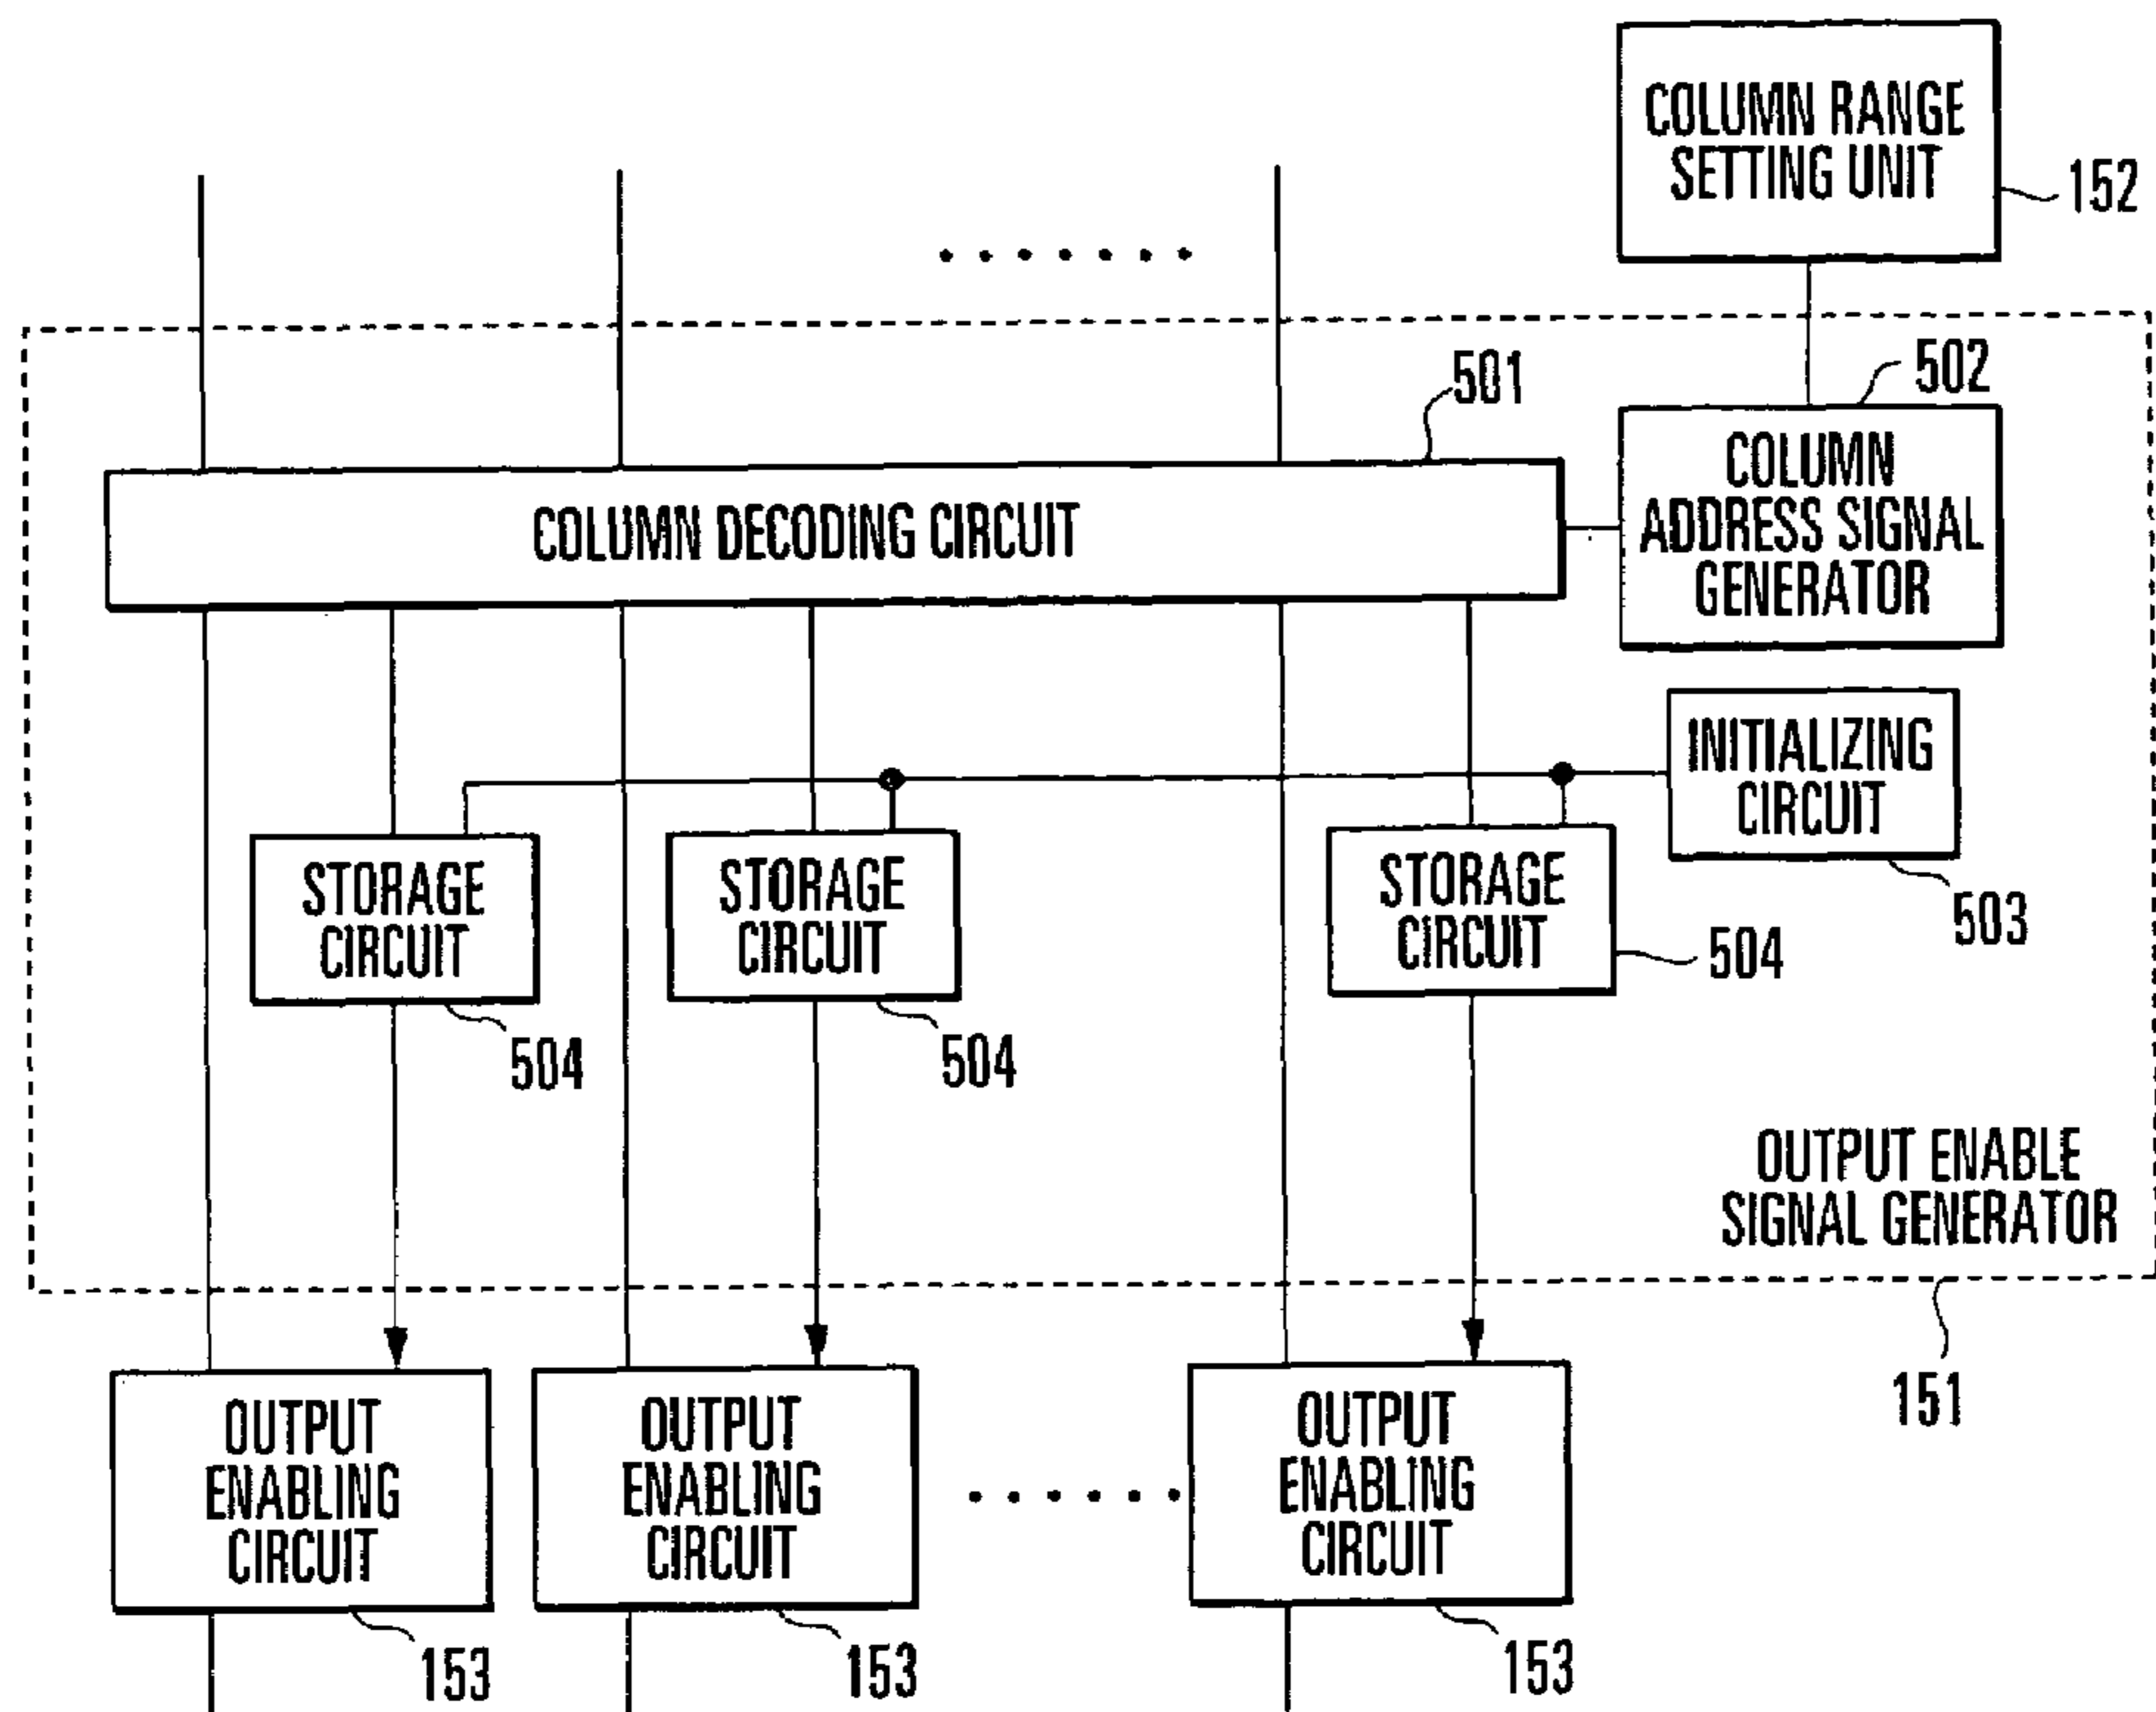 COLUMN RANGE
SETTING UNIT
152
501
502
COLUMN DECODING CIRCUIT
COLUMN
ADDRESS SIGNAL
GENERATOR
INITIALIZING
CIRCUIT
503
STORAGE
CIRCUIT
504
STORAGE
CIRCUIT
504
STORAGE
CIRCUIT
504
OUTPUT ENABLE
SIGNAL GENERATOR
151
OUTPUT
ENABLING
CIRCUIT
153
OUTPUT
ENABLING
CIRCUIT
153
OUTPUT
ENABLING
CIRCUIT
153